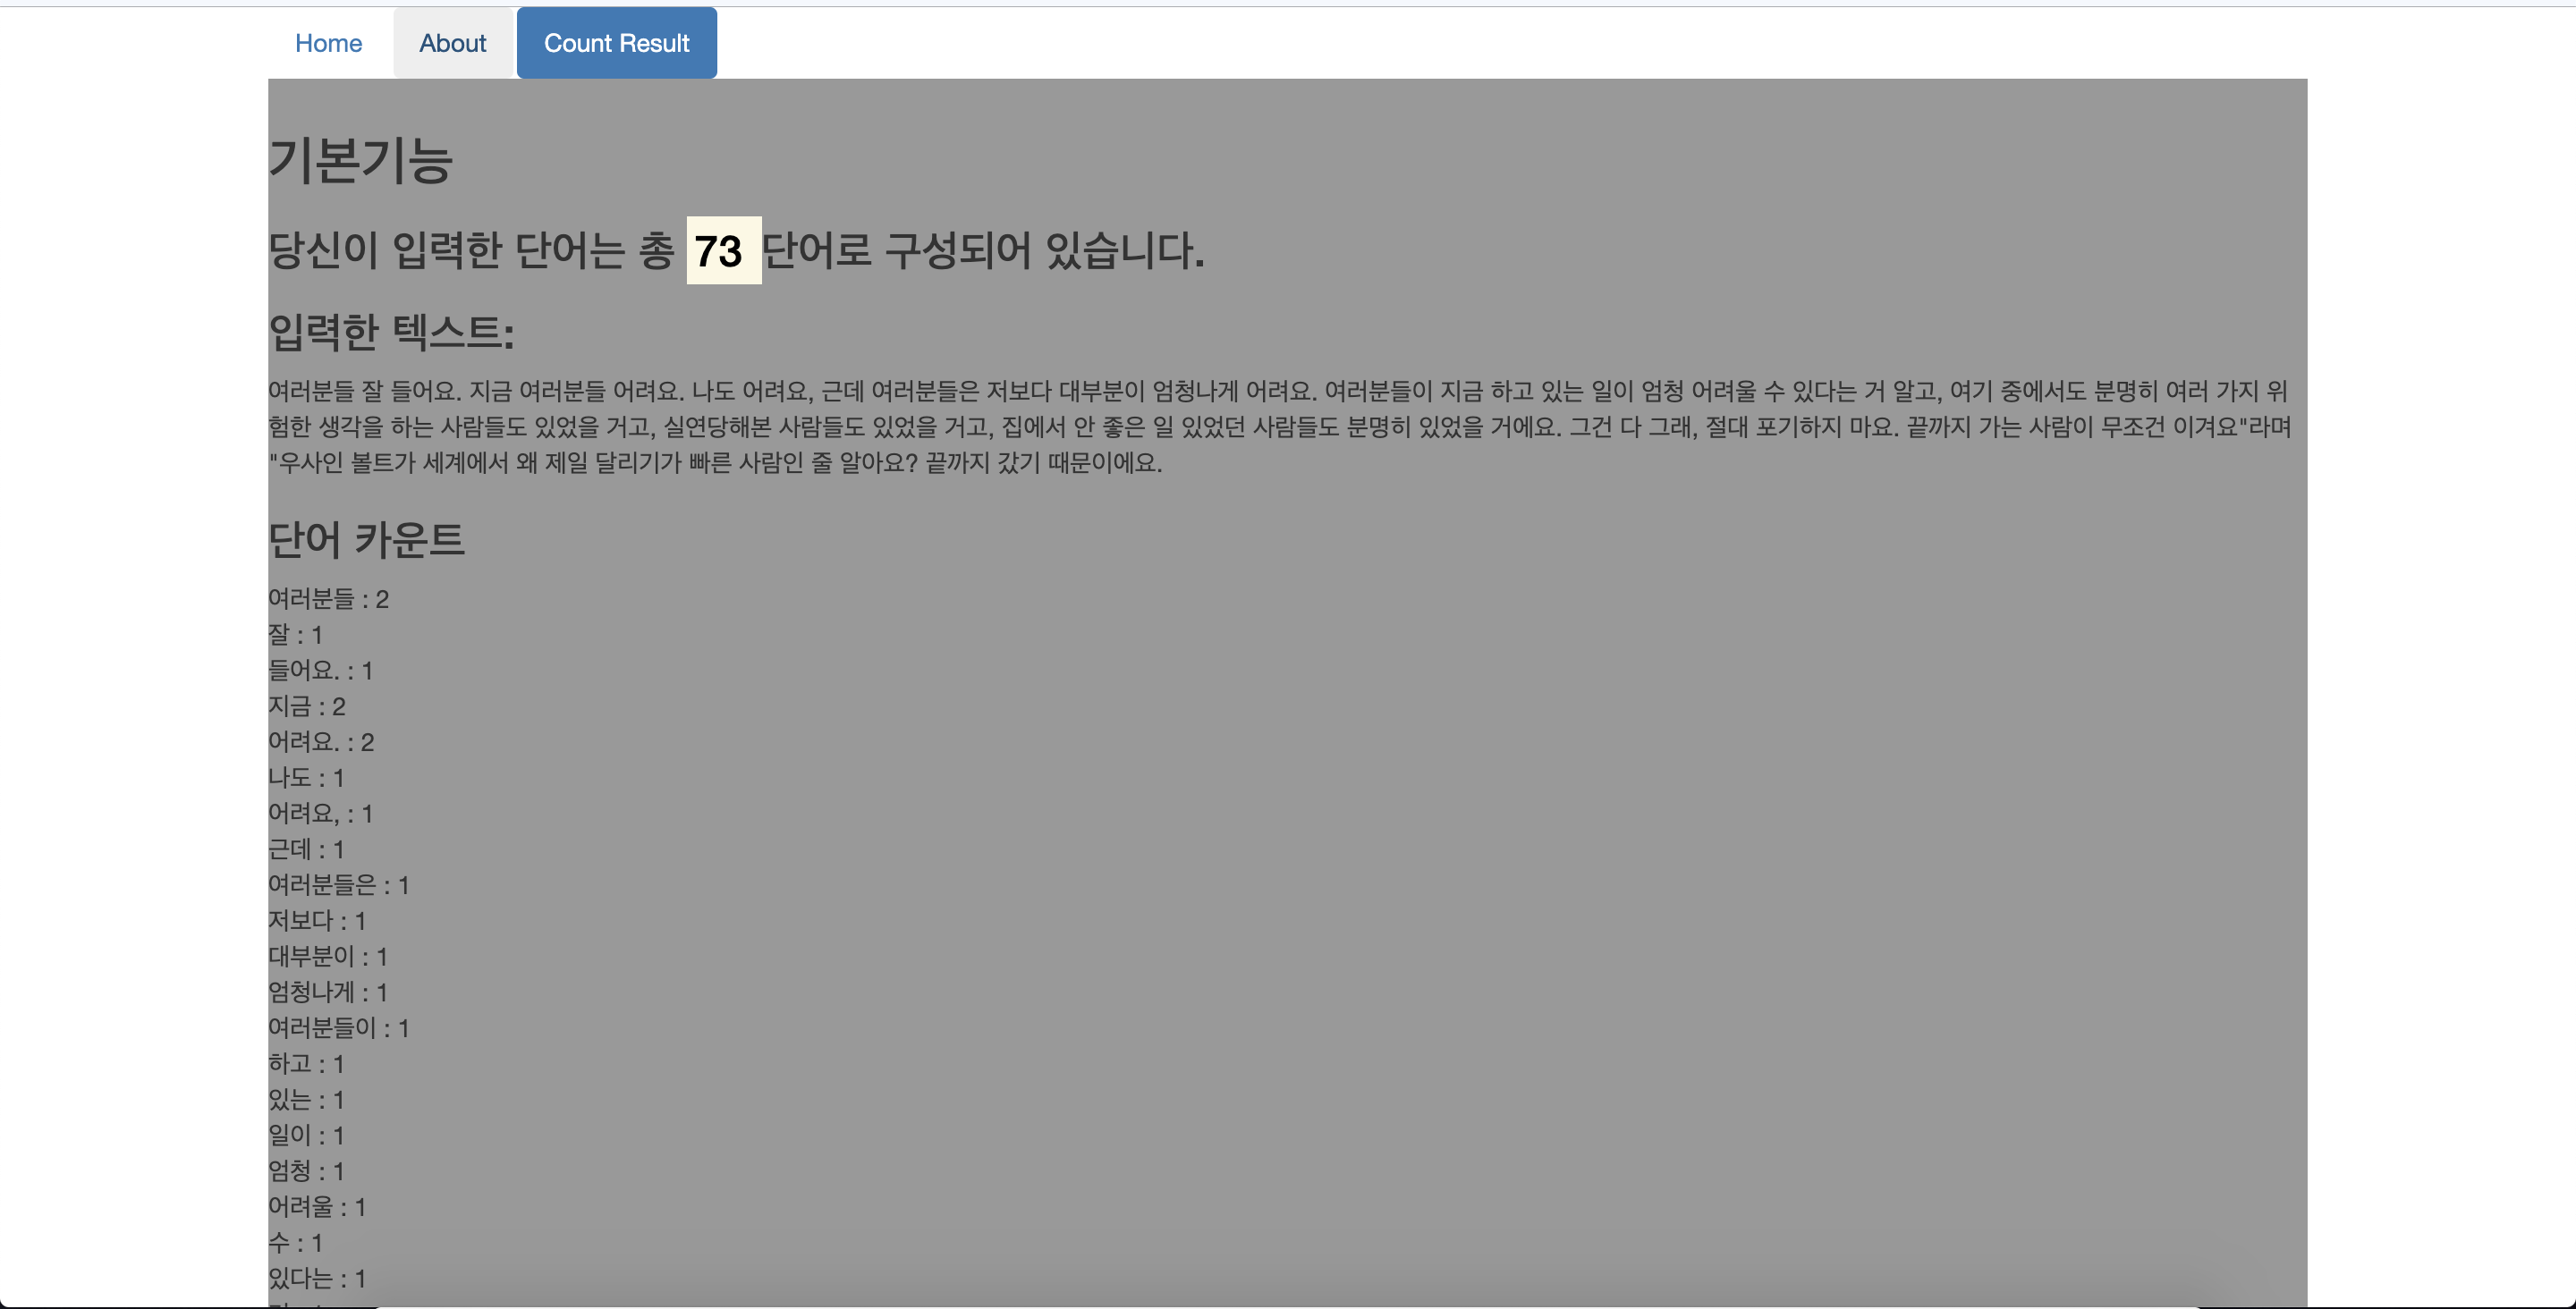 Home About Count Result
기본기능
당신이 입력한 단어는 총 73 단어로 구성되어 있습니다.
입력한 텍스트:
여러분들 잘 들어요. 지금 여러분들 어려요. 나도 어려요, 근데 여러분들은 저보다 대부분이 엄청나게 어려요. 여러분들이 지금 하고 있는 일이 엄청 어려울 수 있다는 거 알고, 여기 중에서도 분명히 여러 가지 위
험한 생각을 하는 사람들도 있었을 거고, 실연당해본 사람들도 있었을 거고, 집에서 안 좋은 일 있었던 사람들도 분명히 있었을 거에요. 그건 다 그래, 절대 포기하지 마요. 끝까지 가는 사람이 무조건 이겨요"라며
"우사인 볼트가 세계에서 왜 제일 달리기가 빠른 사람인 줄 알아요? 끝까지 갔기 때문이에요.
단어 카운트
여러분들 : 2
잘 : 1
들어요. : 1
지금 : 2
어려요. : 2
나도 : 1
어려요, : 1
근데 : 1
여러분들은 : 1
저보다 : 1
대부분이 : 1
엄청나게 : 1
여러분들이 : 1
하고 : 1
있는 : 1
일이 : 1
엄청 : 1
어려울 : 1
수 : 1
있다는 : 1